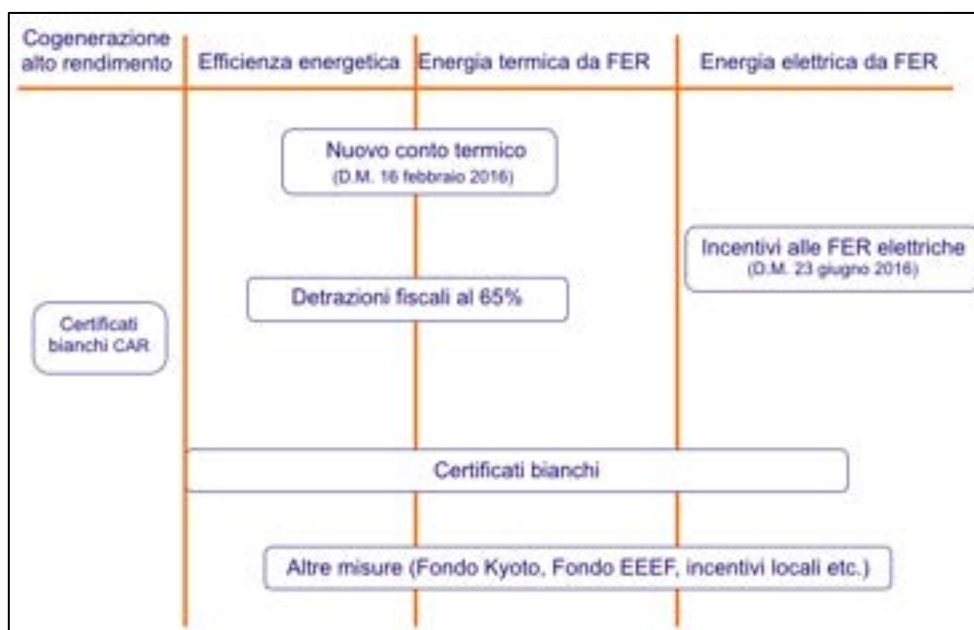 Cogenerazione
alto rendimento
Efficienza energetica
Energia termica da FER
Energia elettrica da FER
Nuovo conto termico
(D.M. 16 febbraio 2016)
Incentivi alle FER elettriche
(D.M. 23 giugno 2016)
Detrazioni fiscali al 65%
Certificati
bianchi CAR
Certificati bianchi
Altre misure (Fondo Kyoto, Fondo EEEF, incentivi locali etc.)